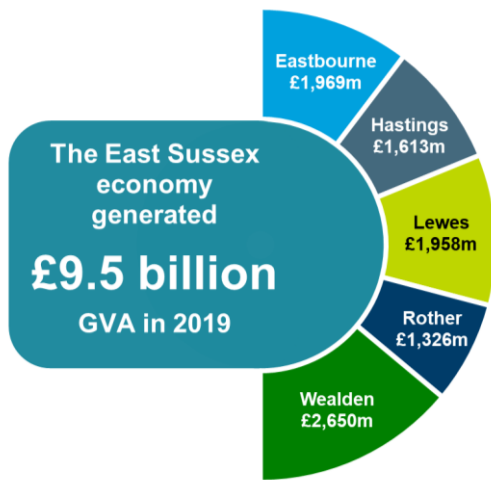 The East Sussex
economy
generated
£9.5 billion
GVA in 2019
Eastbourne
£1,969m
Hastings
£1,613m
Lewes
£1,958m
Rother
£1,326m
Wealden
£2,650m